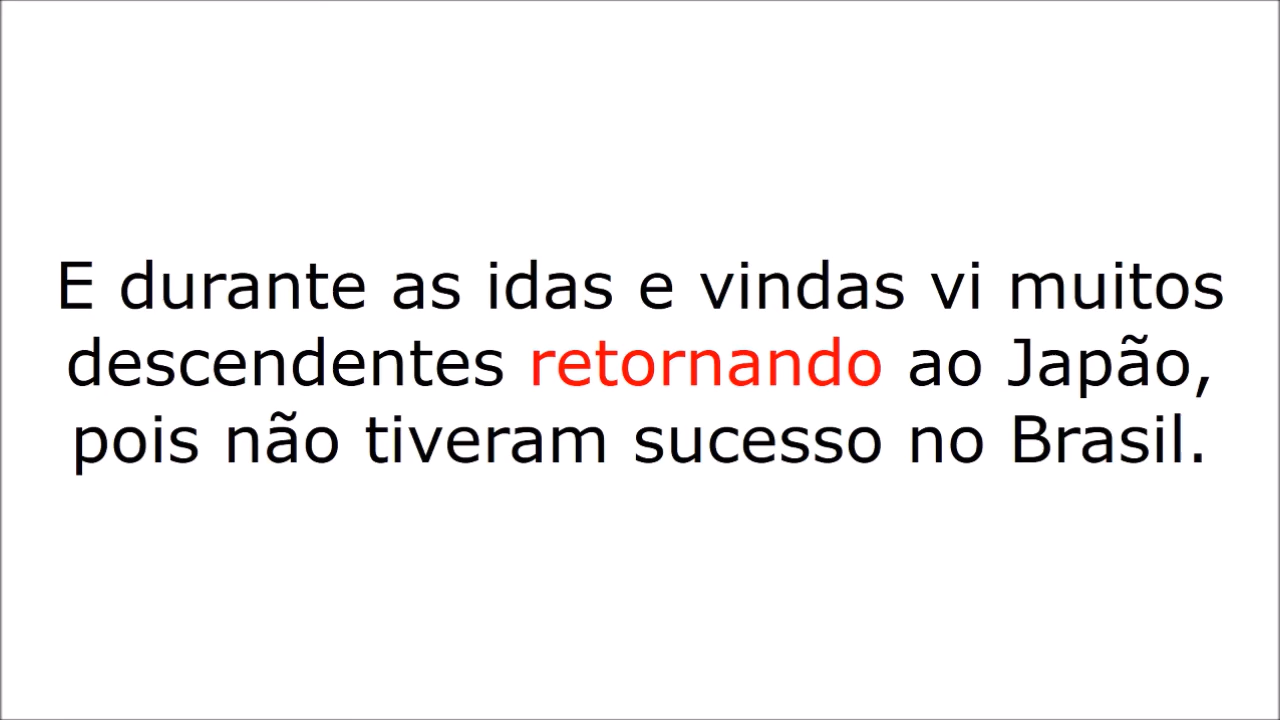 E durante as idas e vindas vi muitos
descendentes retornando ao Japão,
pois não tiveram sucesso no Brasil.